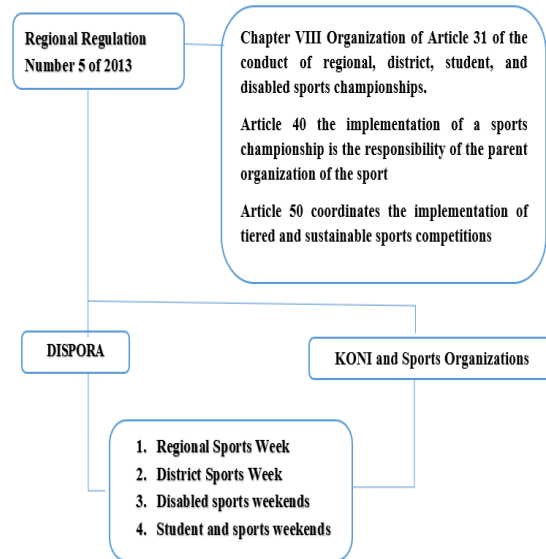 Regional Regulation
Number 5 of 2013
Chapter VIII Organization of Article 31 of the
conduct of regional, district, student, and
disabled sports championships.
Article 40 the implementation of a sports
championship is the responsibility of the parent
organization of the sport
Article 50 coordinates the implementation of
tiered and sustainable sports competitions
DISPORA
KONI and Sports Organizations
1. Regional Sports Week
2. District Sports Week
3. Disabled sports weekends
4. Student and sports weekends